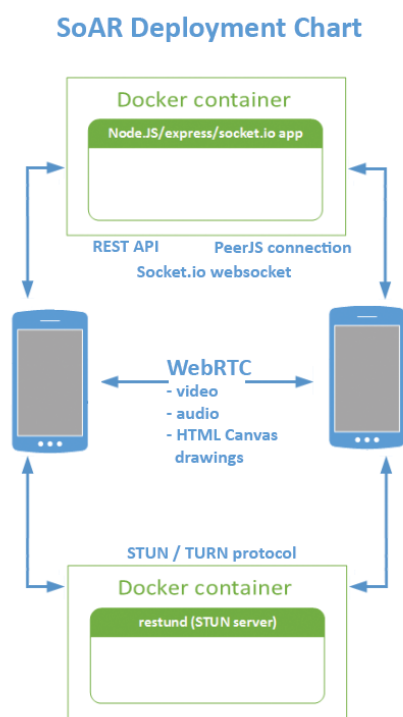 SoAR Deployment Chart
Docker container
Node.JS/express/socket.io app
REST API
PeerJS connection
Socket.io websocket
WebRTC
- video
- audio
- HTML Canvas
drawings
STUN / TURN protocol
Docker container
restund (STUN server)